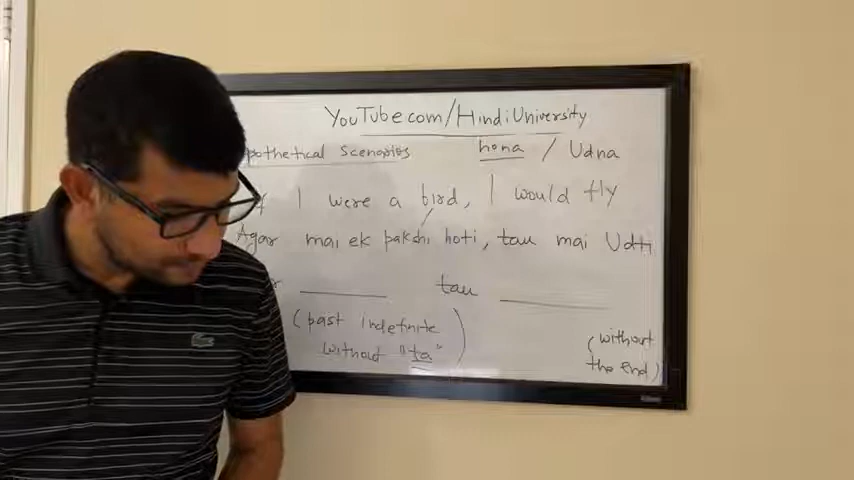 YouTube.com/HindiUniversity
pothetical Scenarios hona / Udna
I were a bird, I would fly
Agar mai ek pakshi hoti, tau mai Udti
tau
(past indefinite
without "ta"
(without
the end)